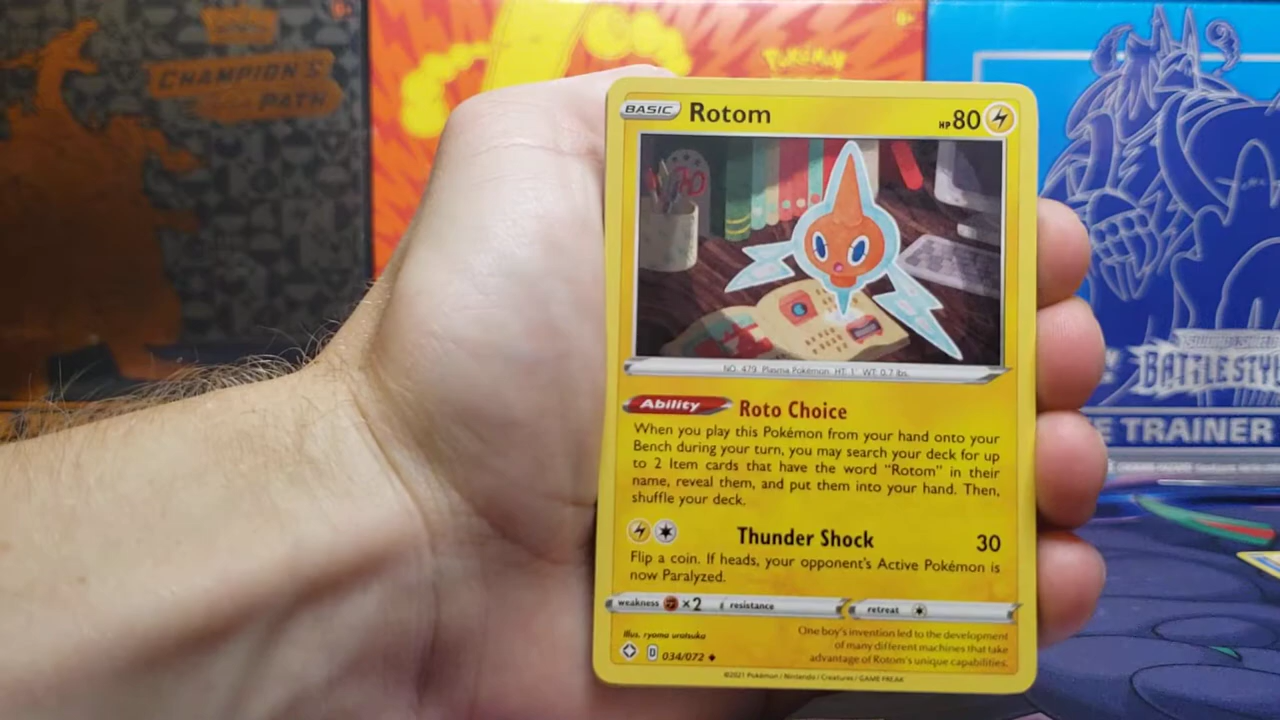 CHAMPION'S
PATH
Pokémon
BASIC Rotom HP 80
NO. 479 Plasma Pokémon HT: 1' WT: 0.7 lbs.
Ability Roto Choice
When you play this Pokémon from your hand onto your
Bench during your turn, you may search your deck for up
to 2 Item cards that have the word "Rotom" in their
name, reveal them, and put them into your hand. Then,
shuffle your deck.
Thunder Shock 30
Flip a coin. If heads, your opponent's Active Pokémon is
now Paralyzed.
weakness ×2 resistance retreat
Illus. ryoma uratsuka
D 034/072
One boy's invention led to the development
of many different machines that take
advantage of Rotom's unique capabilities.
©2021 Pokémon / Nintendo / Creatures / GAME FREAK
BATTLE STYL
E TRAINER